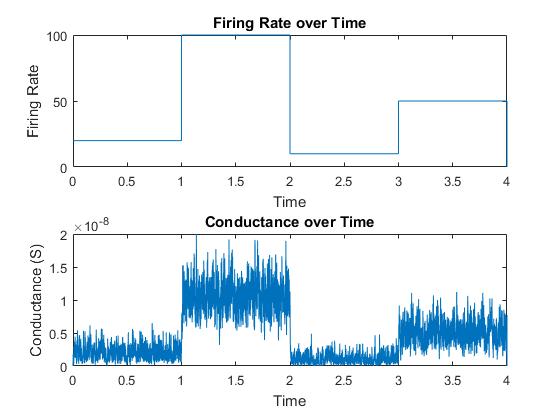 Firing Rate over Time
100
50
0
Firing Rate
0 0.5 1 1.5 2 2.5 3 3.5 4
Time
Conductance over Time
×10-8
2
1.5
1
0.5
0
Conductance (S)
0 0.5 1 1.5 2 2.5 3 3.5 4
Time